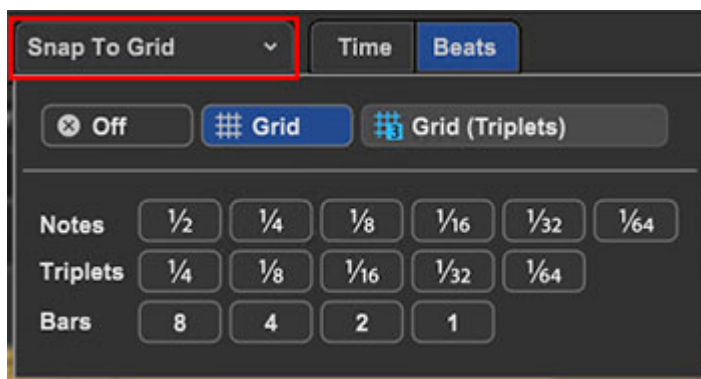 Snap To Grid Time Beats
Off Grid 3 Grid (Triplets)
Notes ½ ¼ ⅛ 1⁄16 1⁄32 1⁄64
Triplets ¼ ⅛ 1⁄16 1⁄32 1⁄64
Bars 8 4 2 1